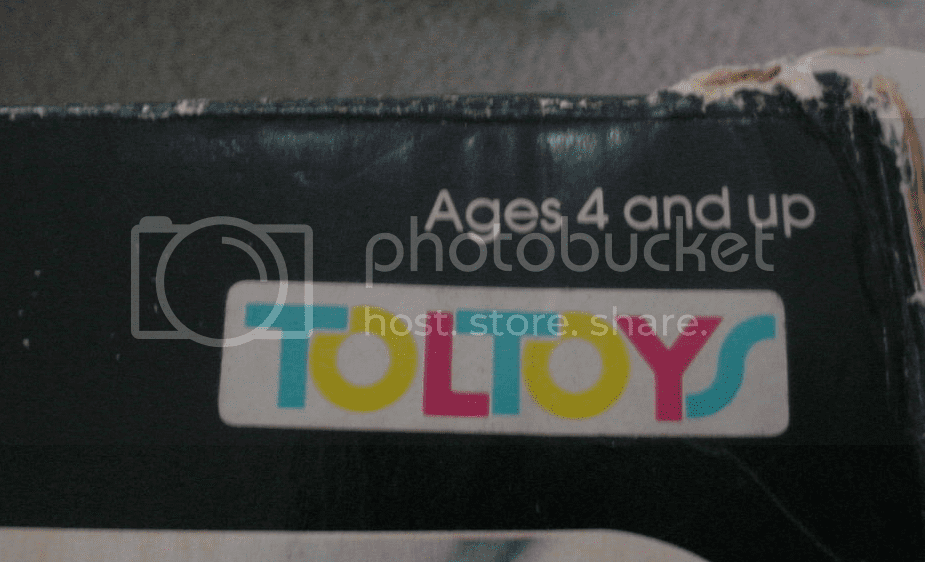 Ages 4 and up
photobucket
TOLTOYS
host. store. share.